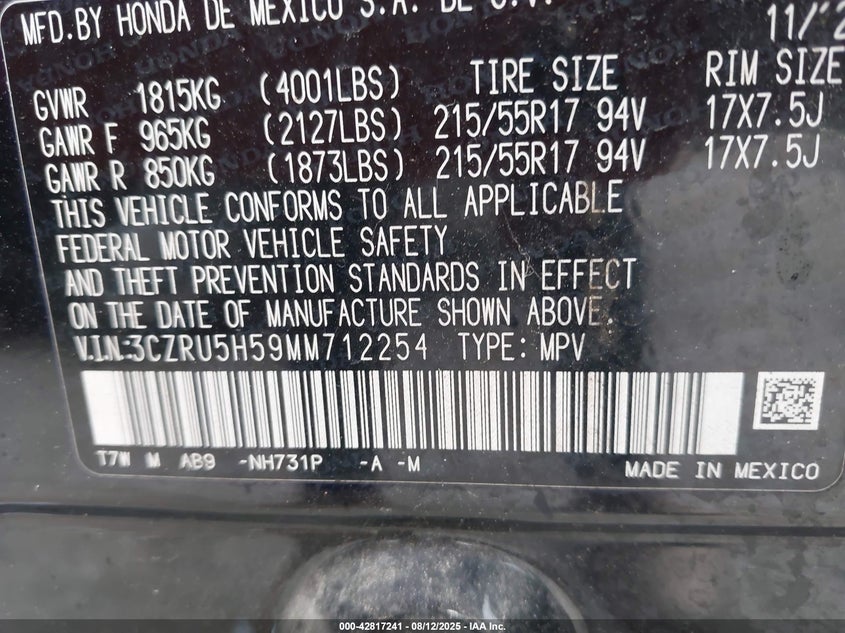 MFD.BY HONDA DE MEXICO S.A. DE C.V. 11/'2
GVWR 1815KG (4001LBS) TIRE SIZE RIM SIZE
GAWR F 965KG (2127LBS) 215/55R17 94V 17X7.5J
GAWR R 850KG (1873LBS) 215/55R17 94V 17X7.5J
THIS VEHICLE CONFORMS TO ALL APPLICABLE
FEDERAL MOTOR VEHICLE SAFETY
AND THEFT PREVENTION STANDARDS IN EFFECT
ON THE DATE OF MANUFACTURE SHOWN ABOVE.
V.I.N.:3CZRU5H59MM712254 TYPE: MPV
T7W M AB9 -NH731P -A -M MADE IN MEXICO
000-42817241 - 08/12/2025 - IAA Inc.